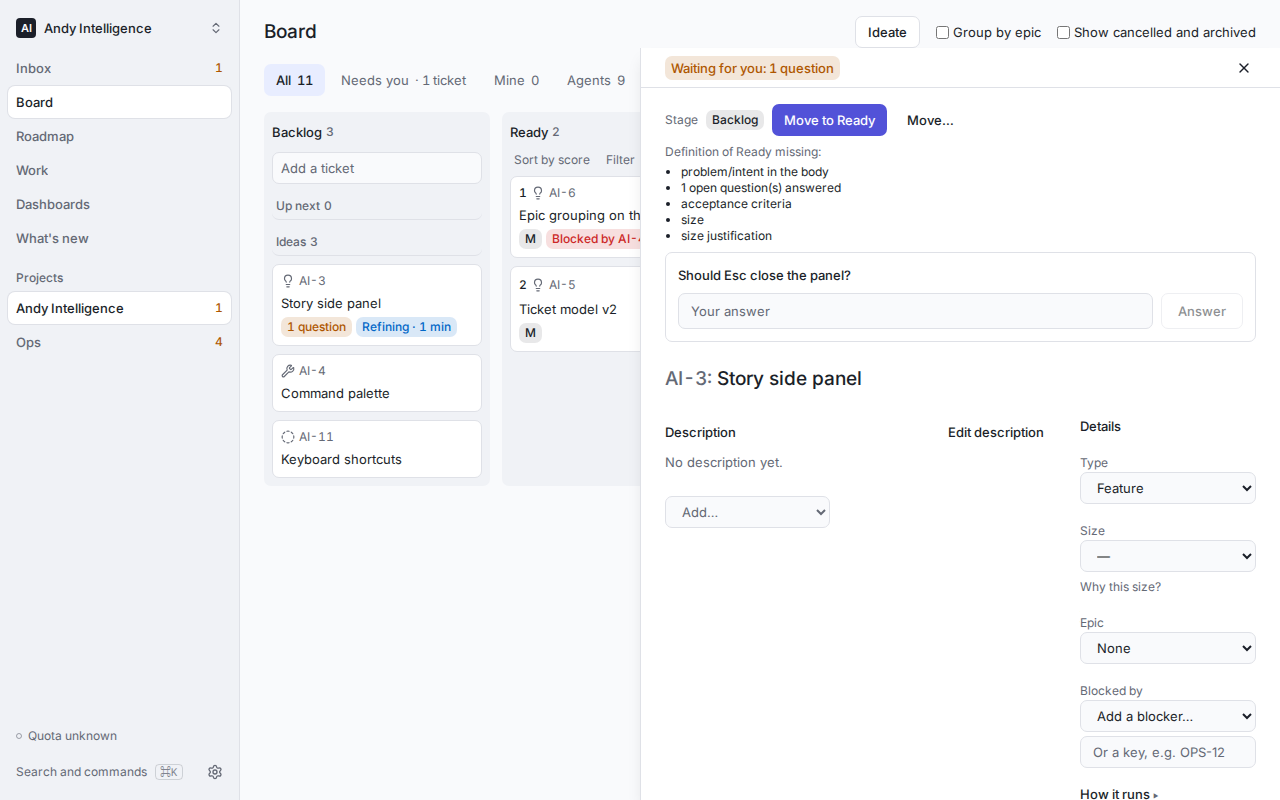 AI Andy Intelligence
Inbox 1
Board
Roadmap
Work
Dashboards
What's new
Projects
Andy Intelligence 1
Ops 4
Quota unknown
Search and commands ⌘K
Board
Ideate
Group by epic
Show cancelled and archived
All 11
Needs you · 1 ticket
Mine 0
Agents 9
Backlog 3
Add a ticket
Up next 0
Ideas 3
AI-3
Story side panel
1 question
Refining · 1 min
AI-4
Command palette
AI-11
Keyboard shortcuts
Ready 2
Sort by score Filter
1 AI-6
Epic grouping on th
M Blocked by AI-4
2 AI-5
Ticket model v2
M
Waiting for you: 1 question
Stage Backlog Move to Ready Move...
Definition of Ready missing:
• problem/intent in the body
• 1 open question(s) answered
• acceptance criteria
• size
• size justification
Should Esc close the panel?
Your answer Answer
AI-3: Story side panel
Description Edit description
No description yet.
Add...
Details
Type
Feature
Size
—
Why this size?
Epic
None
Blocked by
Add a blocker...
Or a key, e.g. OPS-12
How it runs ▸